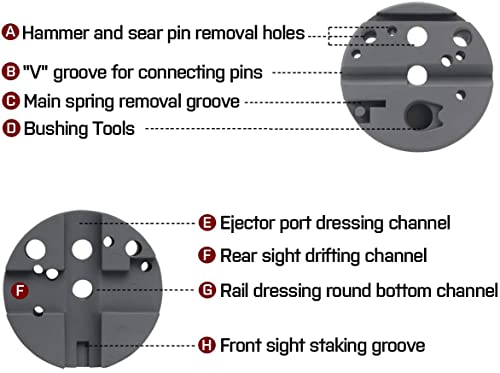 A Hammer and sear pin removal holes
B "V" groove for connecting pins
C Main spring removal groove
D Bushing Tools
E Ejector port dressing channel
F Rear sight drifting channel
G Rail dressing round bottom channel
F
H Front sight staking groove